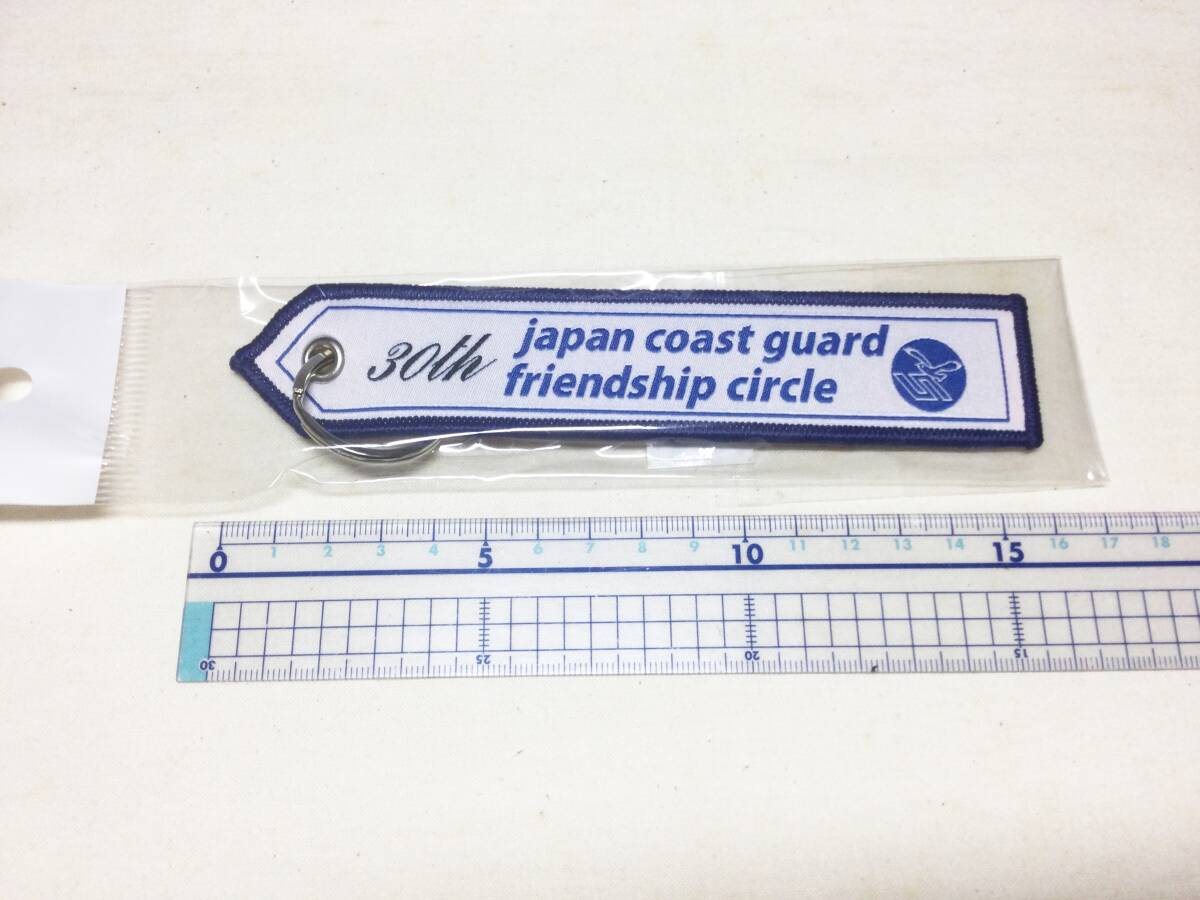 30th
japan coast guard
friendship circle
0 1 2 3 4 5 6 7 8 9 10 11 12 13 14 15 16 17 18
30 25 20 15